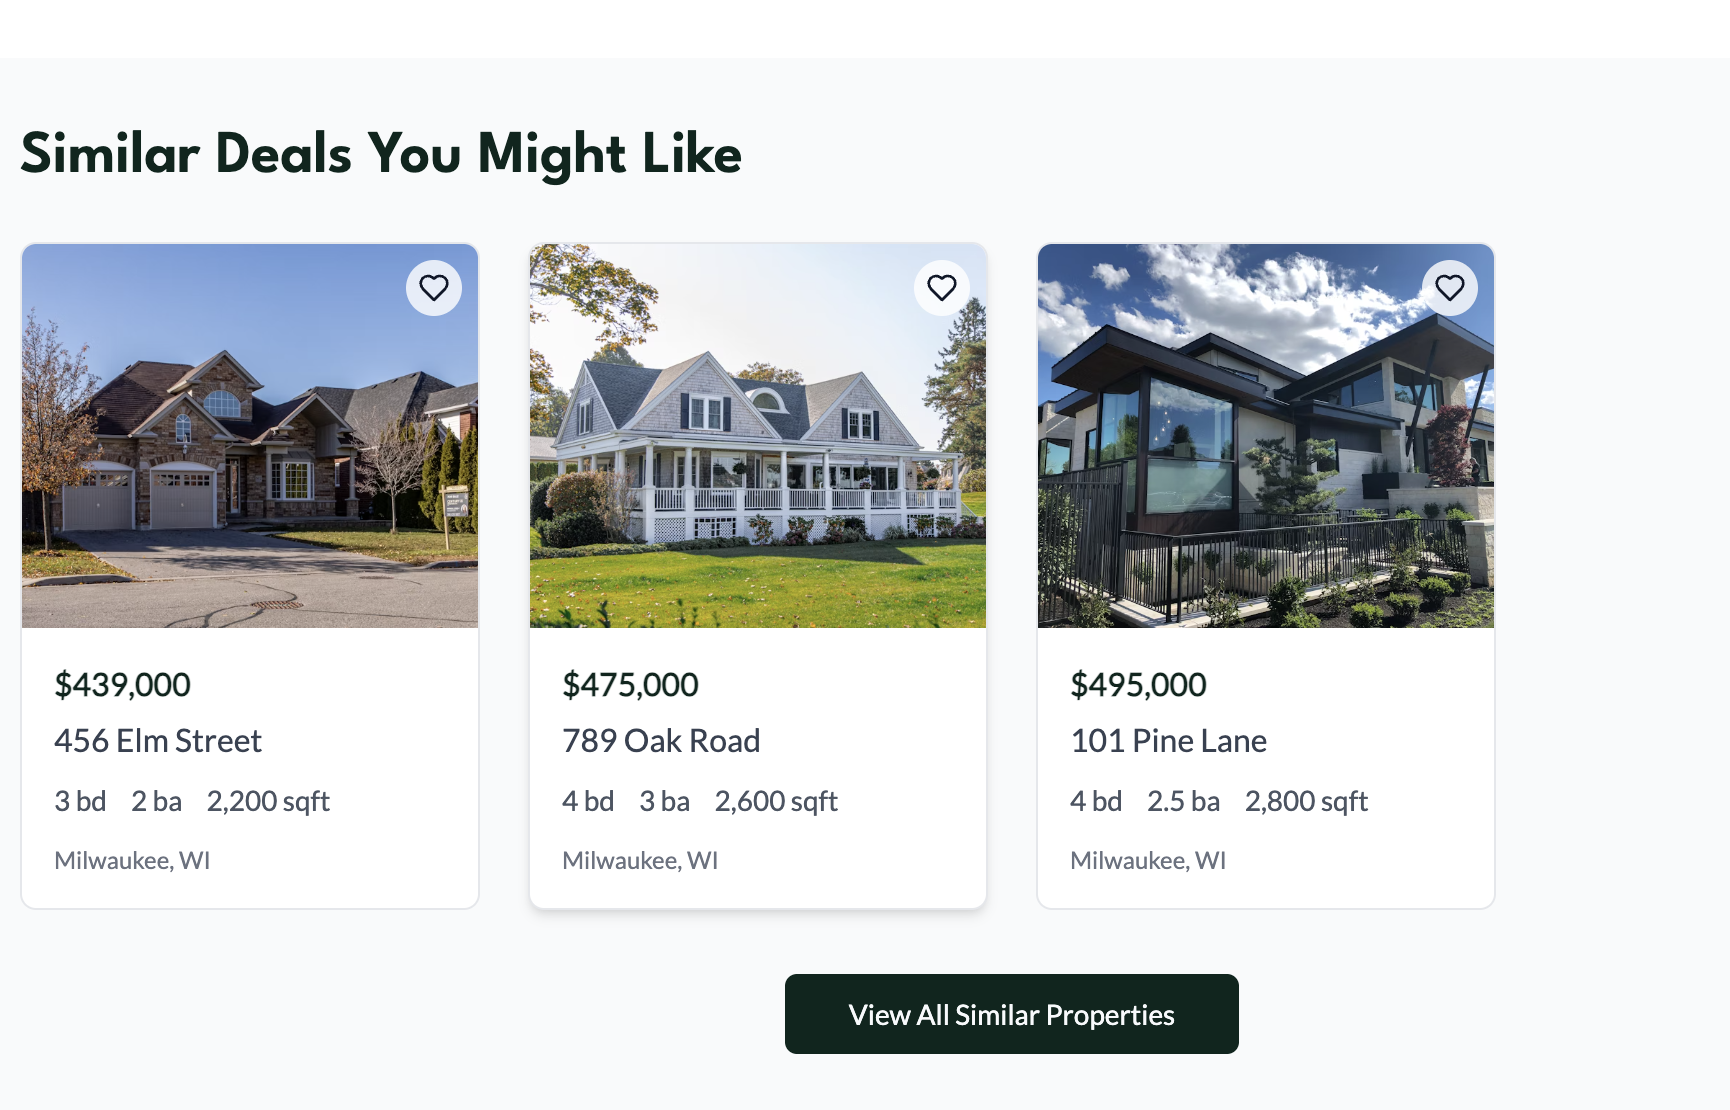 Similar Deals You Might Like
$439,000
456 Elm Street
3 bd 2 ba 2,200 sqft
Milwaukee, WI
$475,000
789 Oak Road
4 bd 3 ba 2,600 sqft
Milwaukee, WI
$495,000
101 Pine Lane
4 bd 2.5 ba 2,800 sqft
Milwaukee, WI
View All Similar Properties